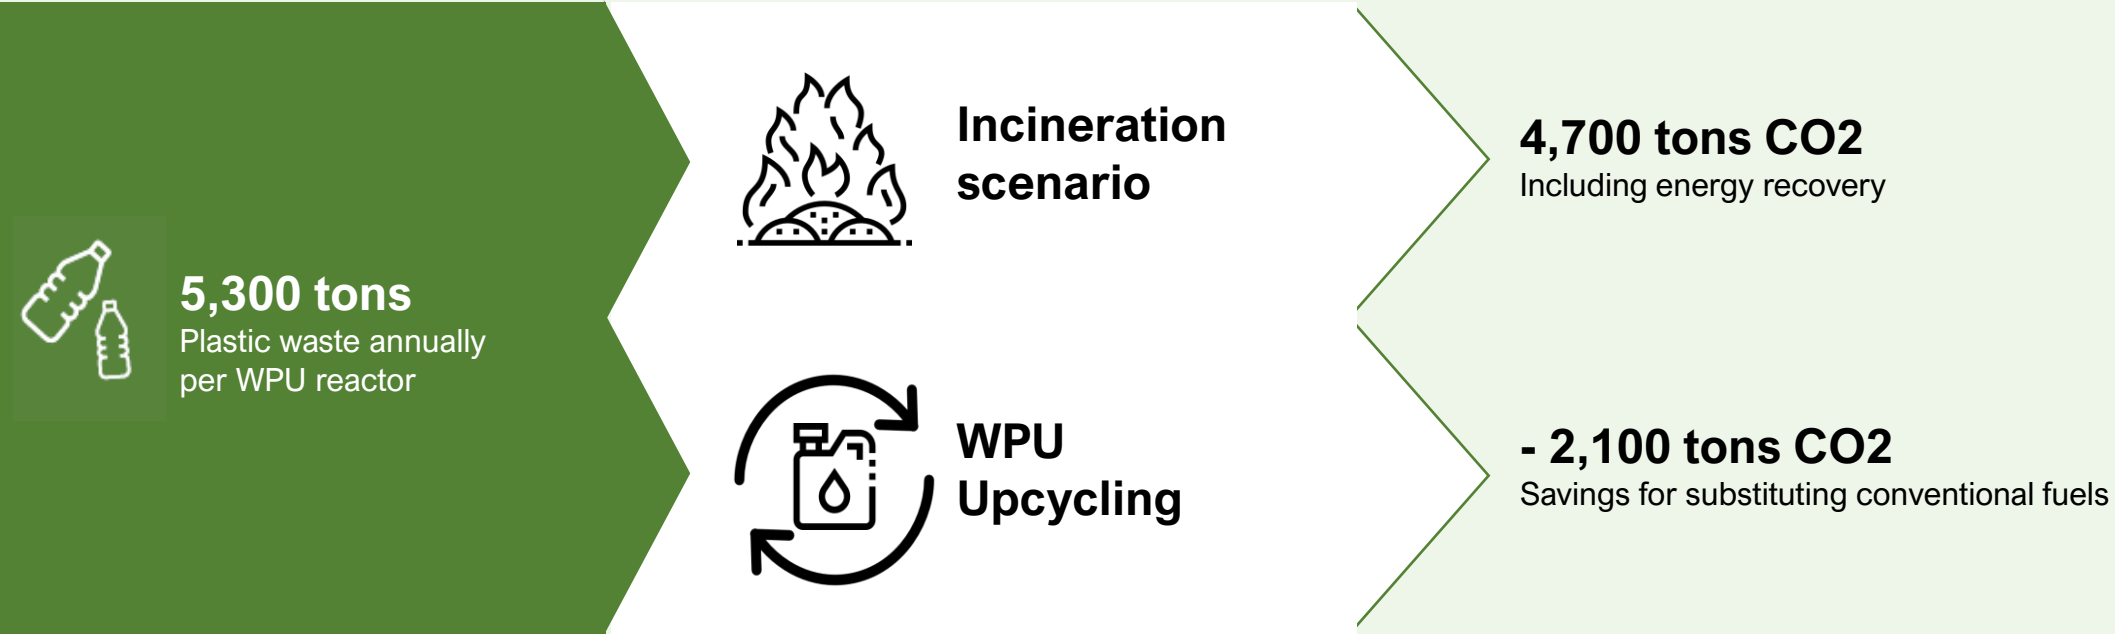 5,300 tons
Plastic waste annually
per WPU reactor
Incineration
scenario
4,700 tons CO2
Including energy recovery
WPU
Upcycling
- 2,100 tons CO2
Savings for substituting conventional fuels